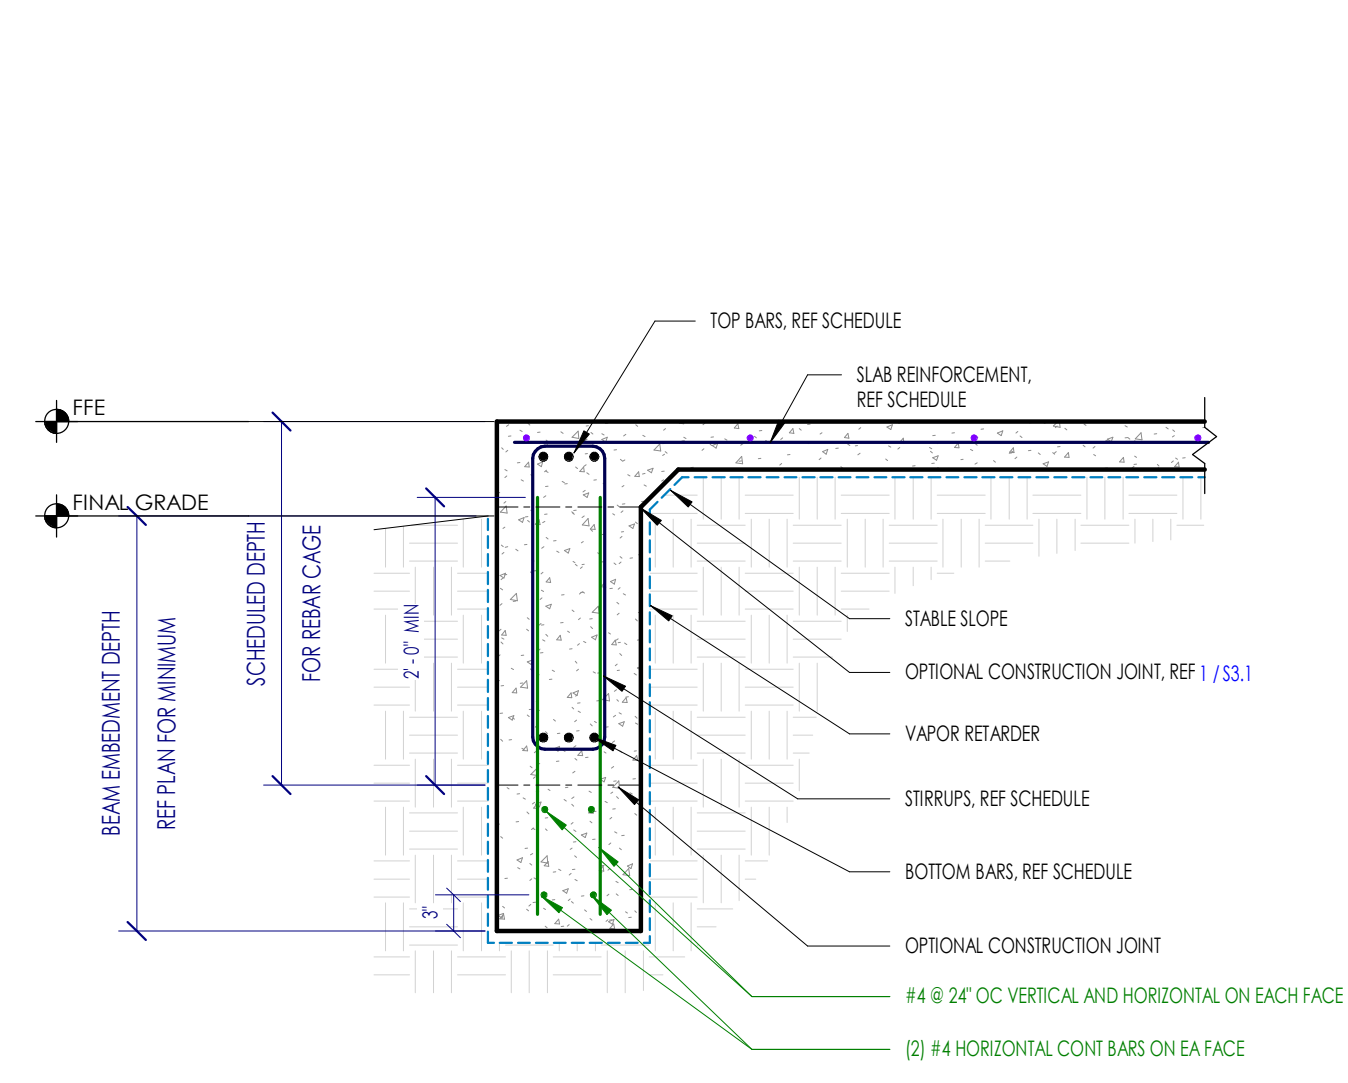 TOP BARS, REF SCHEDULE
SLAB REINFORCEMENT,
REF SCHEDULE
FFE
FINAL GRADE
BEAM EMBEDMENT DEPTH
REF PLAN FOR MINIMUM
SCHEDULED DEPTH
FOR REBAR CAGE
2' - 0" MIN
3"
STABLE SLOPE
OPTIONAL CONSTRUCTION JOINT, REF 1 / S3.1
VAPOR RETARDER
STIRRUPS, REF SCHEDULE
BOTTOM BARS, REF SCHEDULE
OPTIONAL CONSTRUCTION JOINT
#4 @ 24" OC VERTICAL AND HORIZONTAL ON EACH FACE
(2) #4 HORIZONTAL CONT BARS ON EA FACE